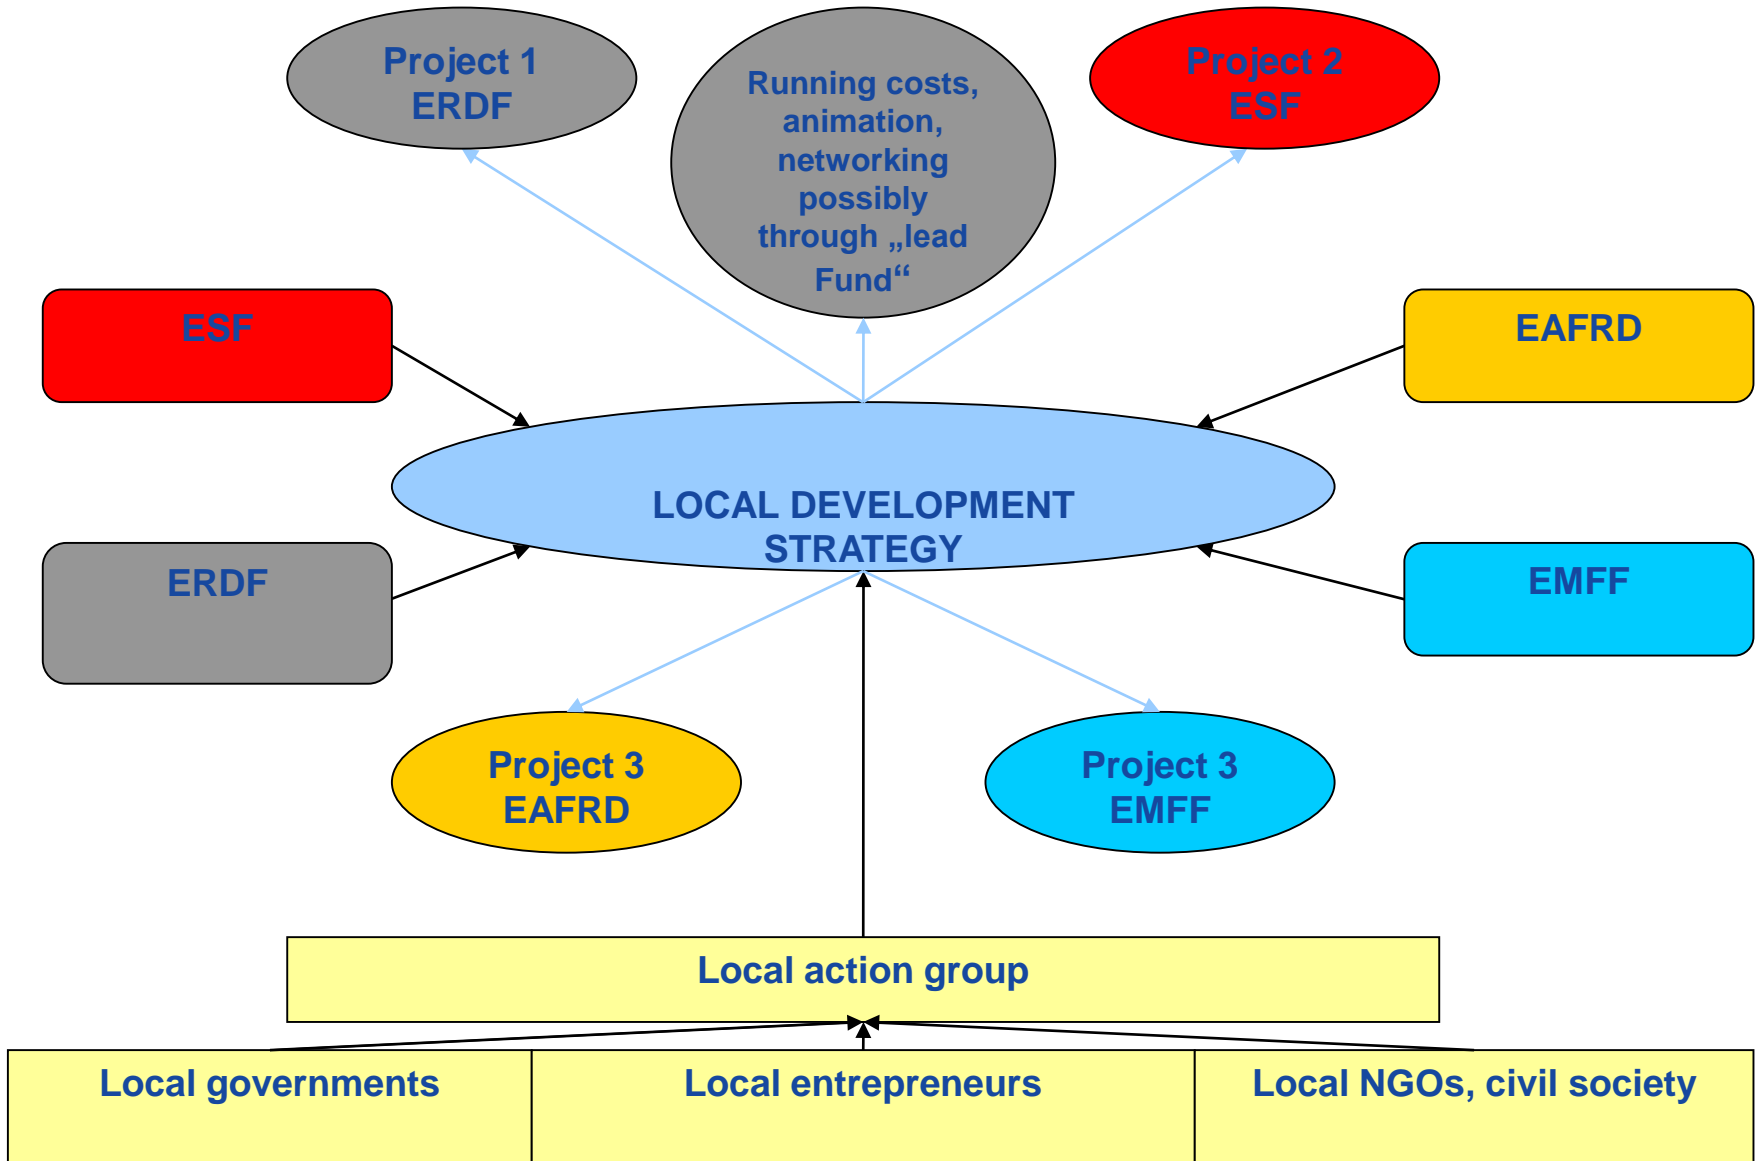 Project 1
ERDF
Running costs,
animation,
networking
possibly
through „lead
Fund“
Project 2
ESF
ESF
EAFRD
LOCAL DEVELOPMENT
STRATEGY
ERDF
EMFF
Project 3
EAFRD
Project 3
EMFF
Local action group
Local governments
Local entrepreneurs
Local NGOs, civil society